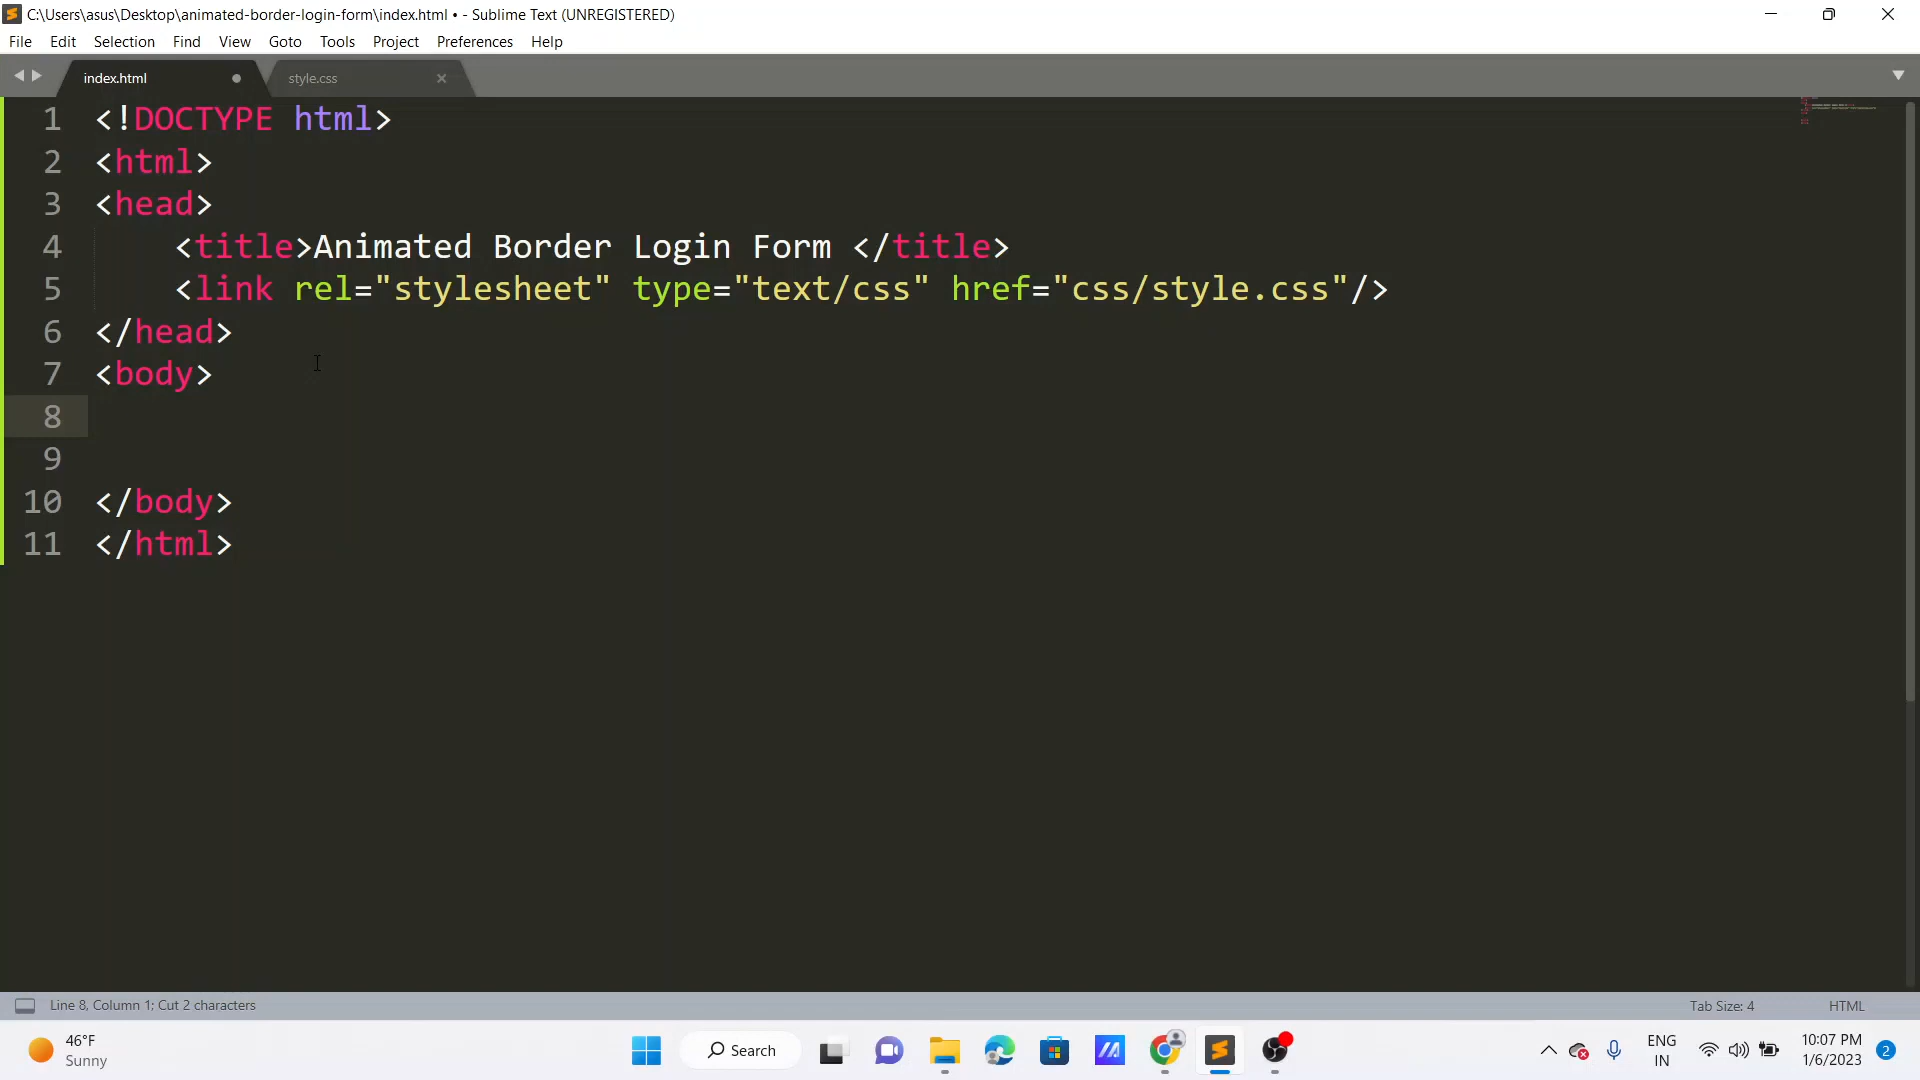 C:\Users\asus\Desktop\animated-border-login-form\index.html • - Sublime Text (UNREGISTERED)
File Edit Selection Find View Goto Tools Project Preferences Help
index.html style.css
1 <!DOCTYPE html>
2 <html>
3 <head>
4 <title>Animated Border Login Form </title>
5 <link rel="stylesheet" type="text/css" href="css/style.css"/>
6 </head>
7 <body>
8
9
10 </body>
11 </html>
Line 8, Column 1; Cut 2 characters Tab Size: 4 HTML
46°F
Sunny
Search
ENG
IN
10:07 PM
1/6/2023
2